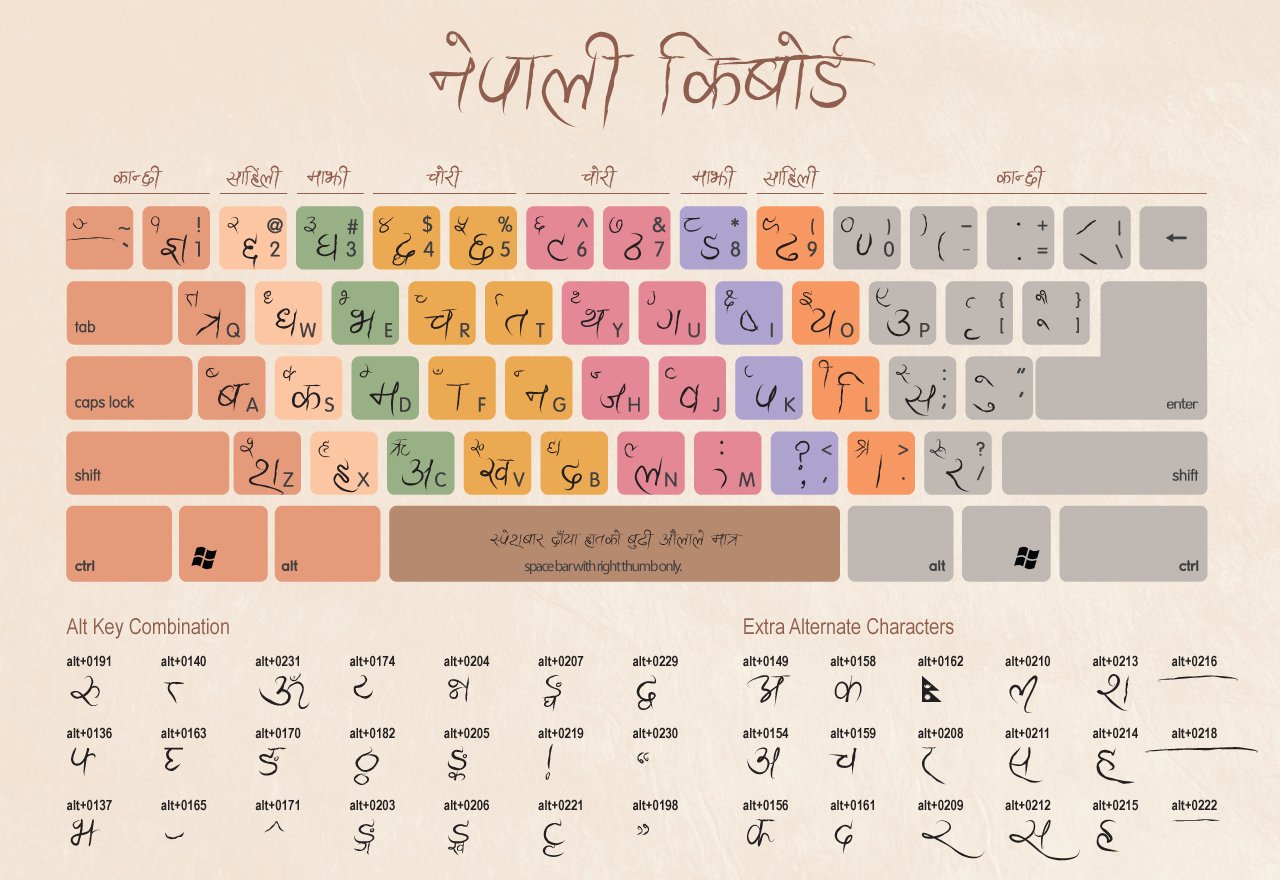 नेपाली किबोर्ड
कान्छी साहिंली माझी चोरी चोरी माझी साहिंली कान्छी
~ ` १ ! ज्ञ 1 २ @ 2 ३ # घ 3 ४ $ द्ध 4 ५ % छ 5 ६ ^ ट 6 ७ & ठ 7 ८ * ड 8 ९ ( ढ 9 ० ) 0 _ - + = | \ ←
tab त्र Q ध W भ E च R त T थ Y ग U I य O उ P { [ } ]
caps lock ब A क S म D ा F न G ज H व J प K ी ि L स : ; ु " '
shift श Z ह X ऋ अ C ख V द B ल N : M ? < , श्र > । . रु ? र /
shift
enter
ctrl alt स्पेशबार दाँया हातको बुढी औंलाले मात्र alt ctrl
space bar with right thumb only.
Alt Key Combination Extra Alternate Characters
alt+0191 alt+0140 alt+0231 alt+0174 alt+0204 alt+0207 alt+0229 alt+0149 alt+0158 alt+0162 alt+0210 alt+0213 alt+0216
रु ॐ न्न ङ्घ द्व अ क ल श
alt+0136 alt+0163 alt+0170 alt+0182 alt+0205 alt+0219 alt+0230 alt+0154 alt+0159 alt+0208 alt+0211 alt+0214 alt+0218
ङ ठ्ठ ङ्क ! “ अ च र स ह
alt+0137 alt+0165 alt+0171 alt+0203 alt+0206 alt+0221 alt+0198 alt+0156 alt+0161 alt+0209 alt+0212 alt+0215 alt+0222
ङ्ग ङ्ख ट्ट ” क द र स ह